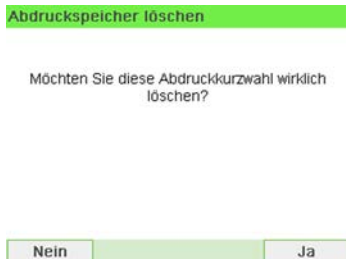 Abdruckspeicher löschen
Möchten Sie diese Abdruckkurzwahl wirklich
löschen?
Nein
Ja